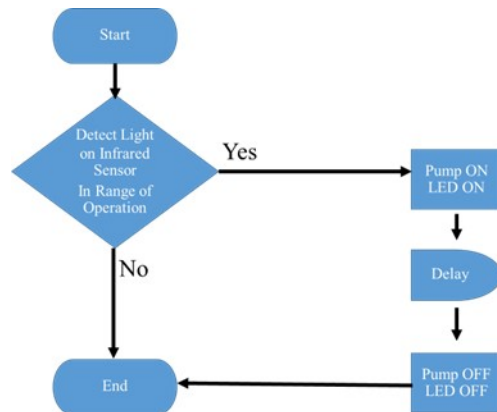 Start
Detect Light
on Infrared
Sensor
In Range of
Operation
Yes
Pump ON
LED ON
No
Delay
Pump OFF
LED OFF
End